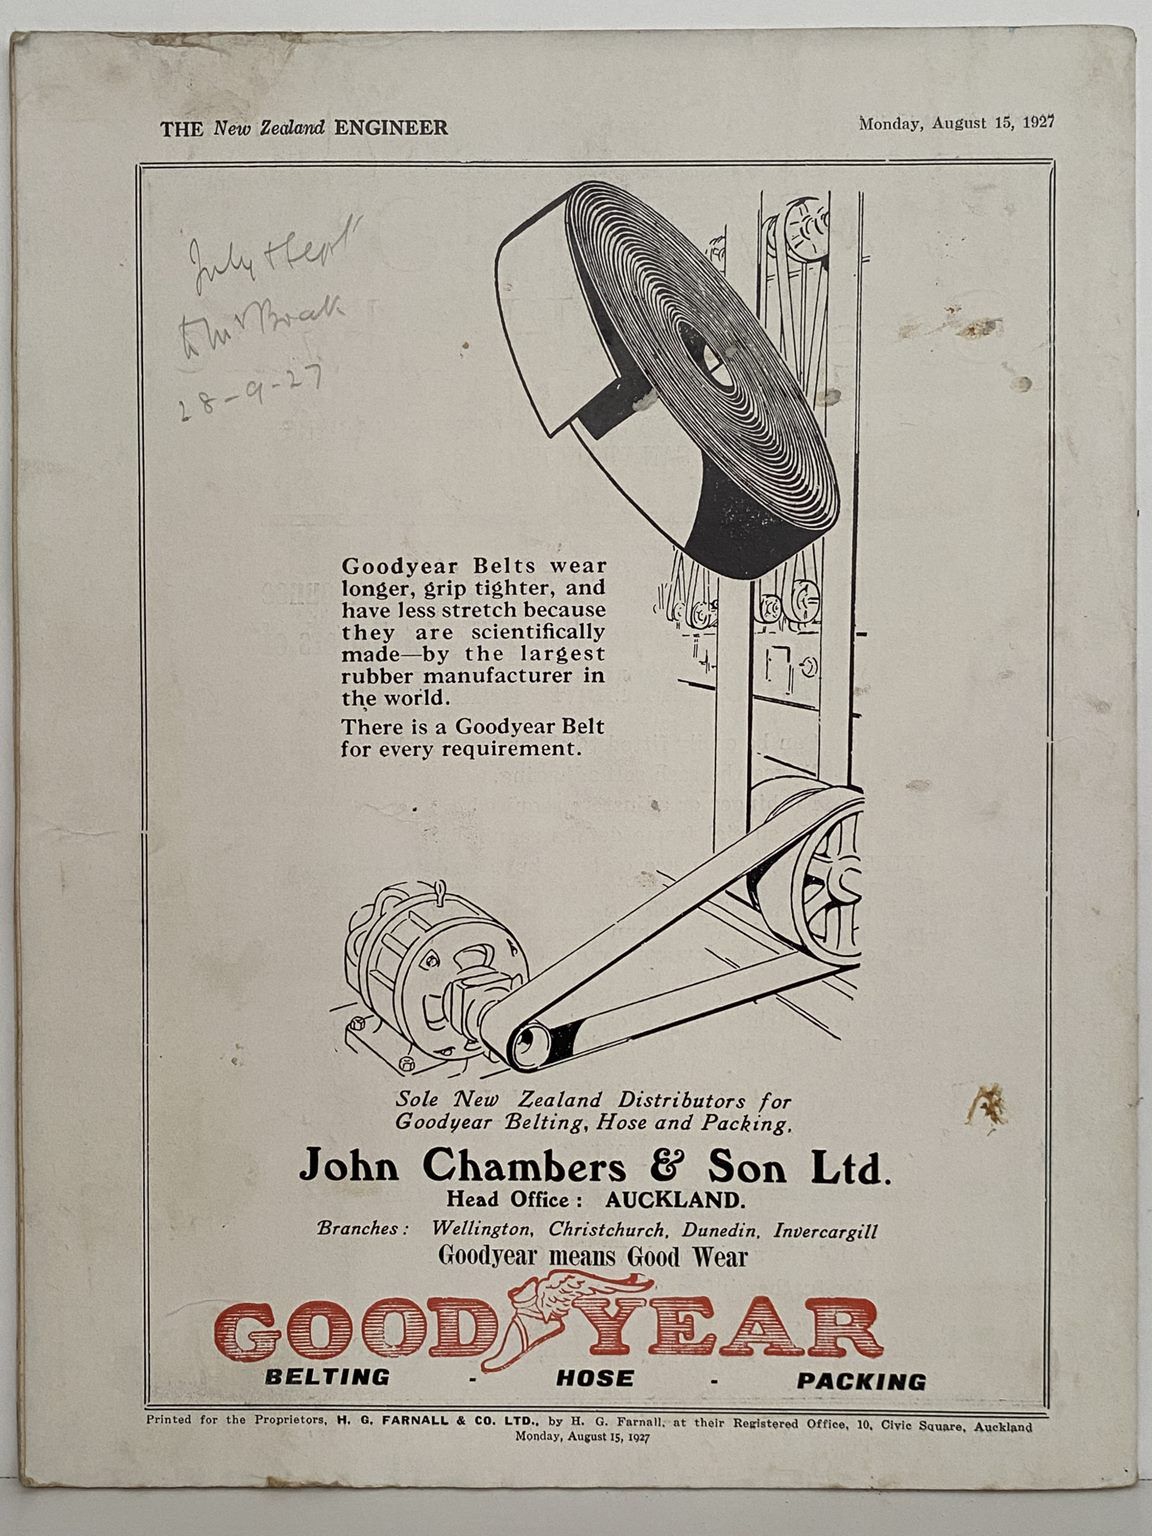 THE New Zealand ENGINEER
Monday, August 15, 1927
July & Sept
28-9-27
Goodyear Belts wear
longer, grip tighter, and
have less stretch because
they are scientifically
made—by the largest
rubber manufacturer in
the world.
There is a Goodyear Belt
for every requirement.
Sole New Zealand Distributors for
Goodyear Belting, Hose and Packing.
John Chambers & Son Ltd.
Head Office: AUCKLAND.
Branches: Wellington, Christchurch, Dunedin, Invercargill
Goodyear means Good Wear
GOODYEAR
BELTING - HOSE - PACKING
Printed for the Proprietors, H. G. FARNALL & CO. LTD., by H. G. Farnall, at their Registered Office, 10, Civic Square, Auckland
Monday, August 15, 1927